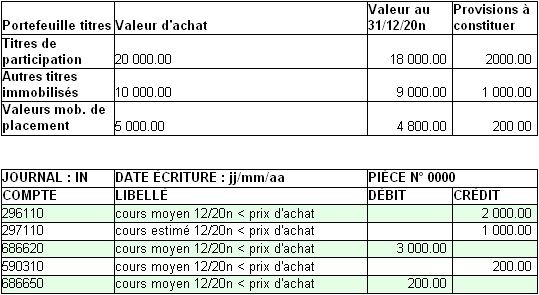 Portefeuille titres Valeur d'achat Valeur au 31/12/20n Provisions à constituer
Titres de participation 20 000.00 18 000.00 2000.00
Autres titres immobilisés 10 000.00 9 000.00 1 000.00
Valeurs mob. de placement 5 000.00 4 800.00 200 00
JOURNAL : IN DATE ÉCRITURE : jj/mm/aa PIÈCE N° 0000
COMPTE LIBELLÉ DÉBIT CRÉDIT
296110 cours moyen 12/20n < prix d'achat 2 000.00
297110 cours estimé 12/20n < prix d'achat 1 000.00
686620 cours moyen 12/20n < prix d'achat 3 000.00
590310 cours moyen 12/20n < prix d'achat 200.00
686650 cours moyen 12/20n < prix d'achat 200.00